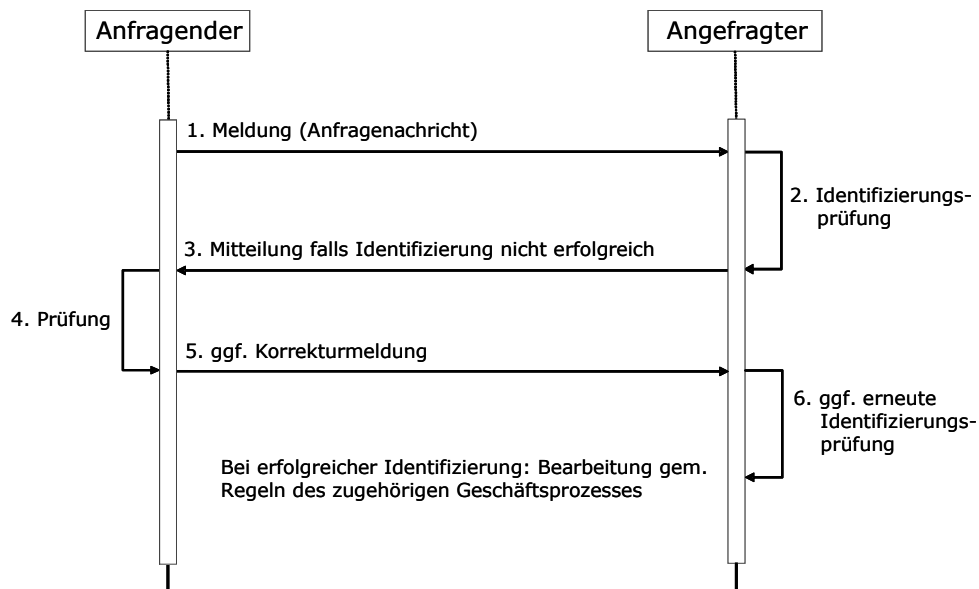 Anfragender
Angefragter
1. Meldung (Anfragenachricht)
2. Identifizierungs-
prüfung
3. Mitteilung falls Identifizierung nicht erfolgreich
4. Prüfung
5. ggf. Korrekturmeldung
6. ggf. erneute
Identifizierungs-
prüfung
Bei erfolgreicher Identifizierung: Bearbeitung gem.
Regeln des zugehörigen Geschäftsprozesses